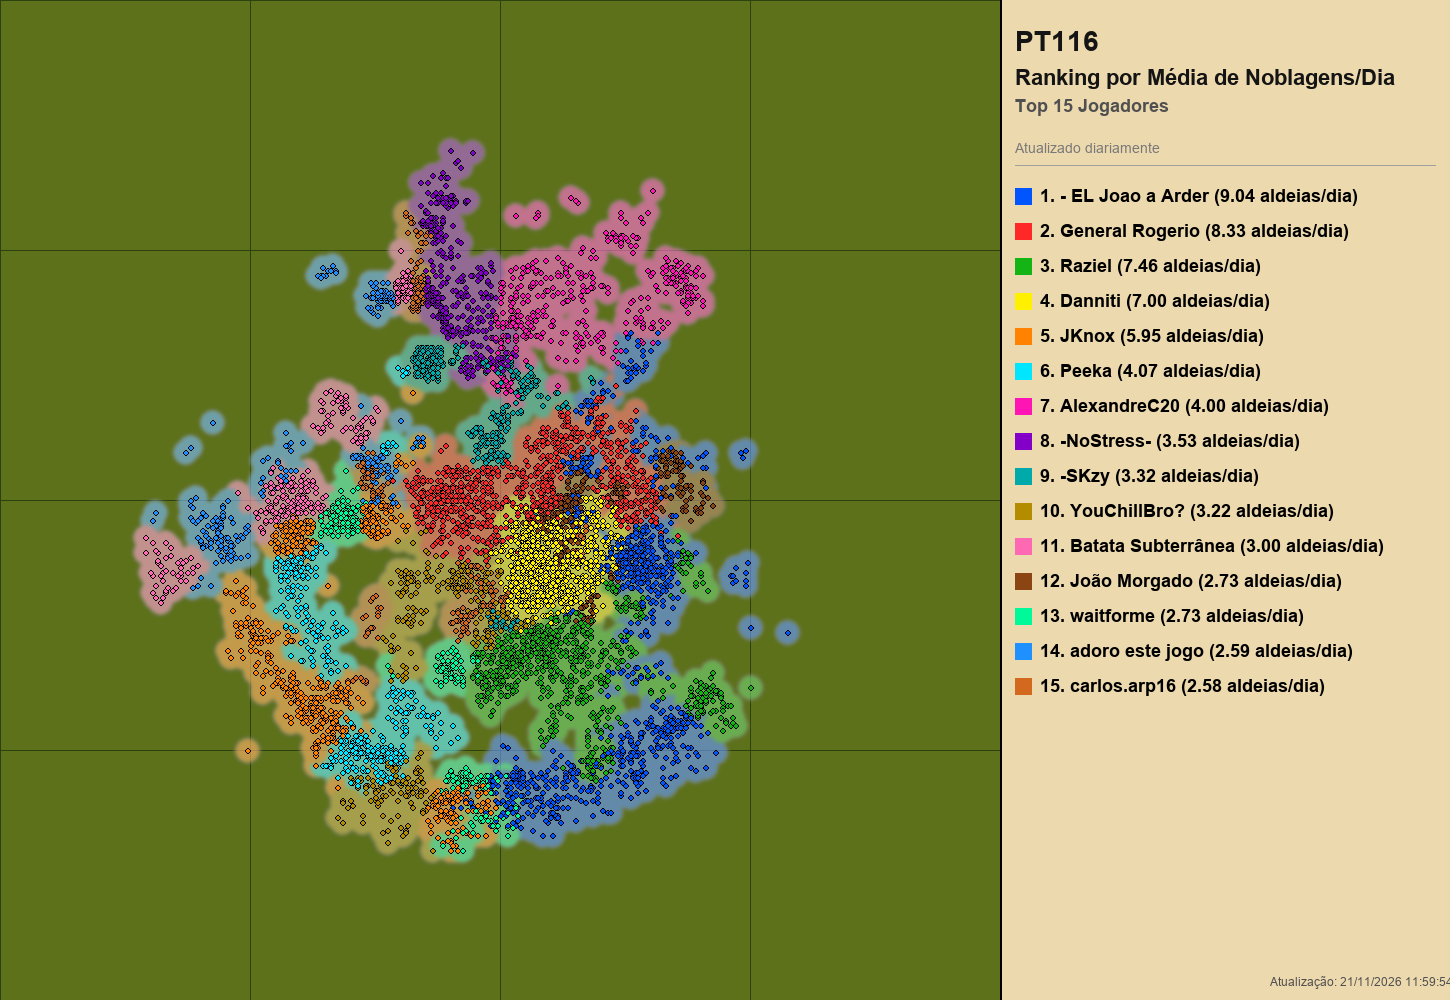 PT116
Ranking por Média de Noblagens/Dia
Top 15 Jogadores
Atualizado diariamente
1. - EL Joao a Arder (9.04 aldeias/dia)
2. General Rogerio (8.33 aldeias/dia)
3. Raziel (7.46 aldeias/dia)
4. Danniti (7.00 aldeias/dia)
5. JKnox (5.95 aldeias/dia)
6. Peeka (4.07 aldeias/dia)
7. AlexandreC20 (4.00 aldeias/dia)
8. -NoStress- (3.53 aldeias/dia)
9. -SKzy (3.32 aldeias/dia)
10. YouChillBro? (3.22 aldeias/dia)
11. Batata Subterrânea (3.00 aldeias/dia)
12. João Morgado (2.73 aldeias/dia)
13. waitforme (2.73 aldeias/dia)
14. adoro este jogo (2.59 aldeias/dia)
15. carlos.arp16 (2.58 aldeias/dia)
Atualização: 21/11/2026 11:59:54